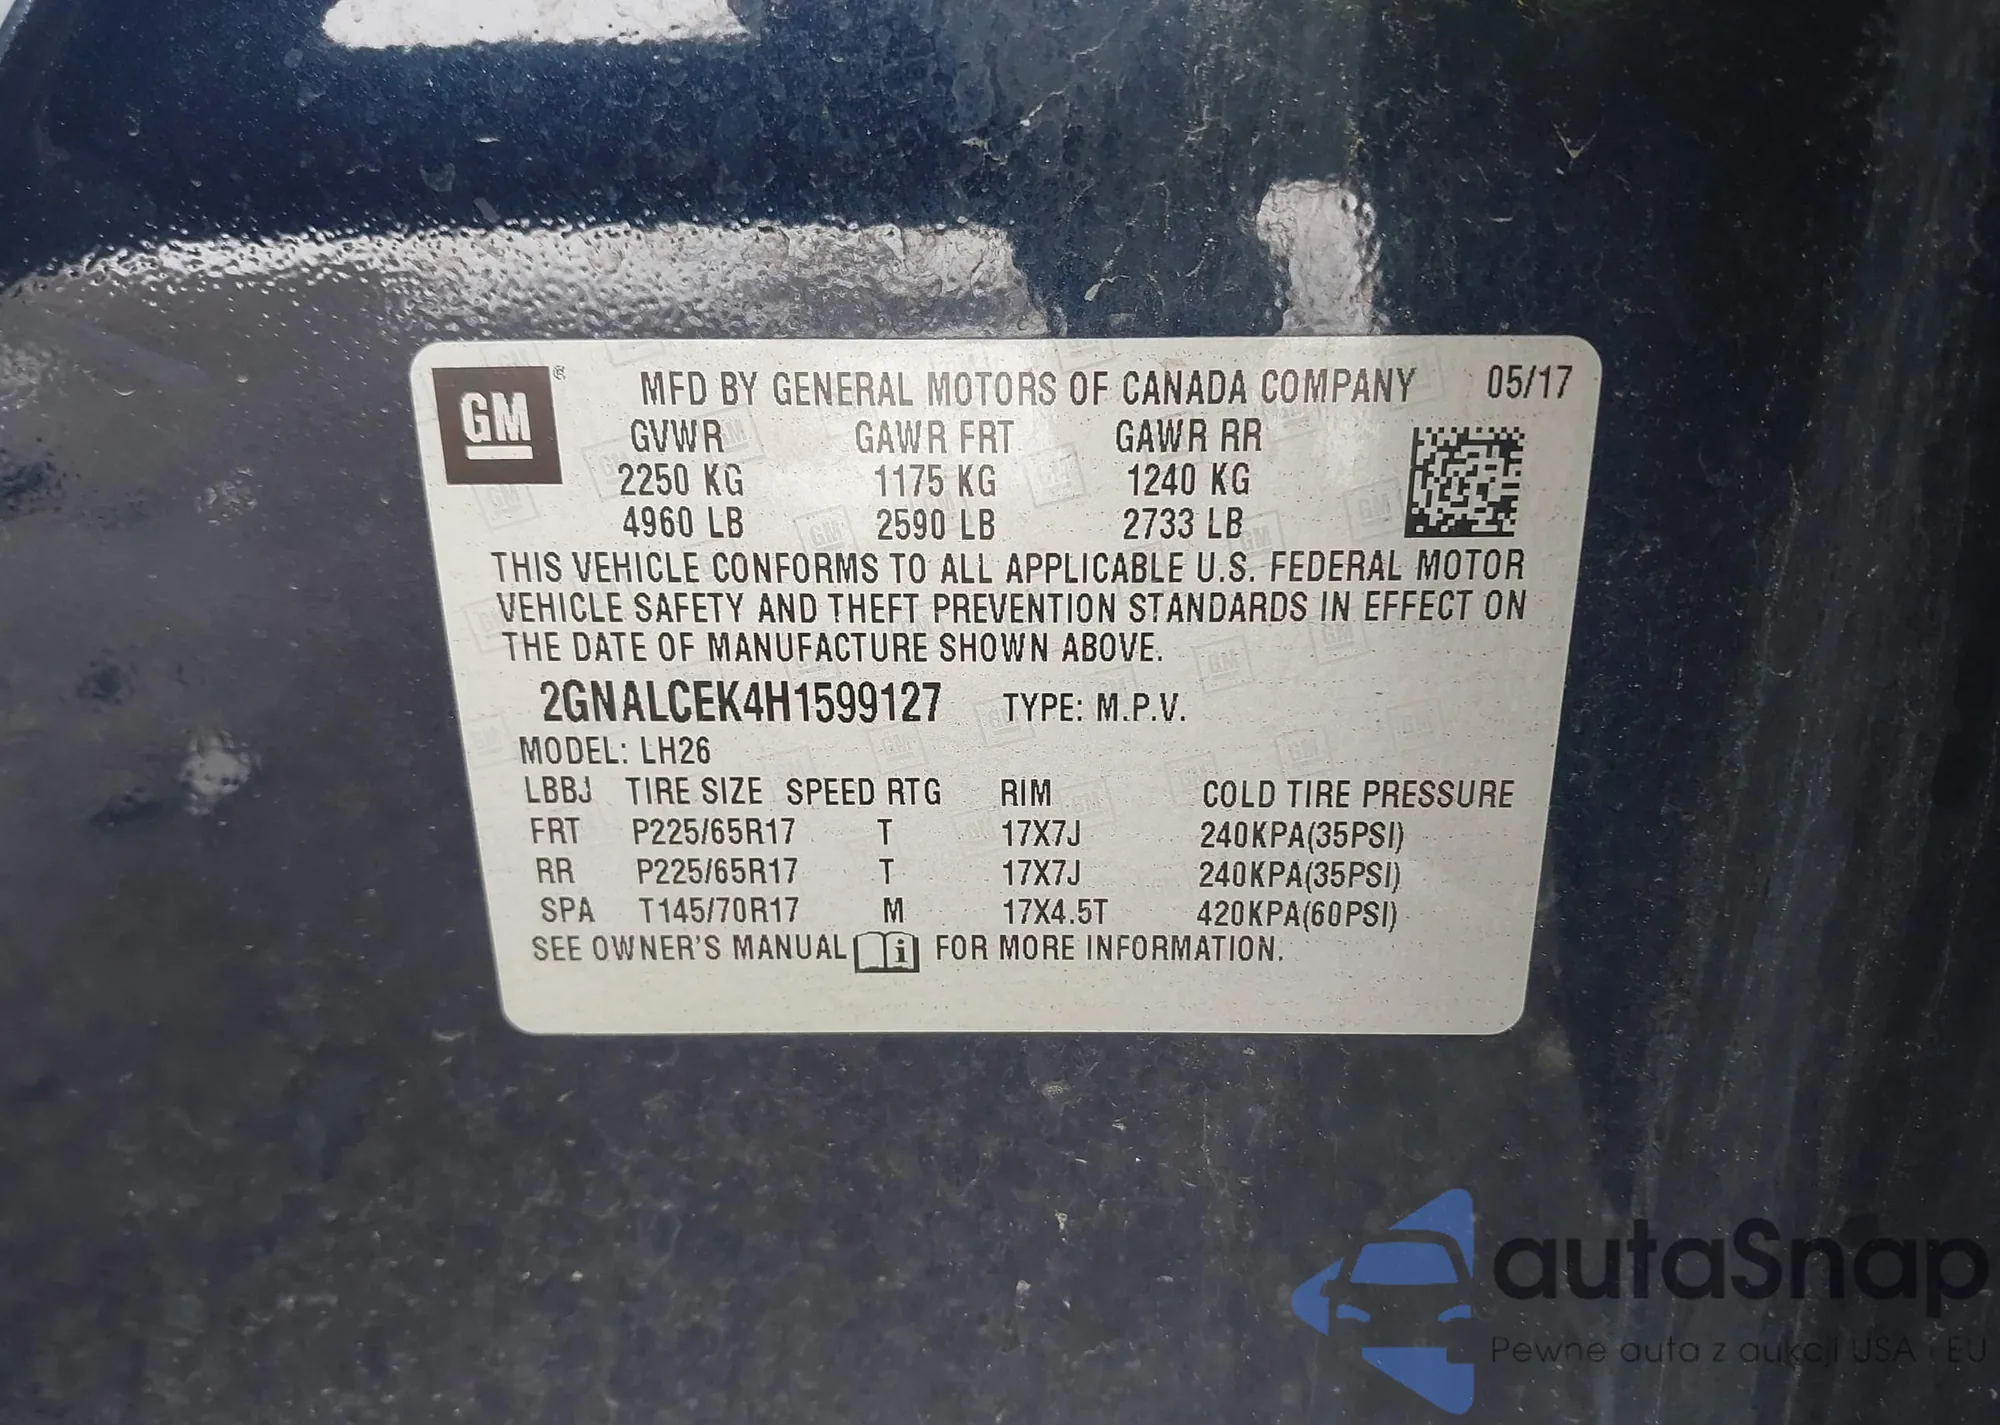 GM ® MFD BY GENERAL MOTORS OF CANADA COMPANY 05/17
GVWR GAWR FRT GAWR RR
2250 KG 1175 KG 1240 KG
4960 LB 2590 LB 2733 LB
THIS VEHICLE CONFORMS TO ALL APPLICABLE U.S. FEDERAL MOTOR
VEHICLE SAFETY AND THEFT PREVENTION STANDARDS IN EFFECT ON
THE DATE OF MANUFACTURE SHOWN ABOVE.
2GNALCEK4H1599127 TYPE: M.P.V.
MODEL: LH26
LBBJ TIRE SIZE SPEED RTG RIM COLD TIRE PRESSURE
FRT P225/65R17 T 17X7J 240KPA(35PSI)
RR P225/65R17 T 17X7J 240KPA(35PSI)
SPA T145/70R17 M 17X4.5T 420KPA(60PSI)
SEE OWNER'S MANUAL i FOR MORE INFORMATION.
autaSnap
Pewne auta z aukcji USA i EU